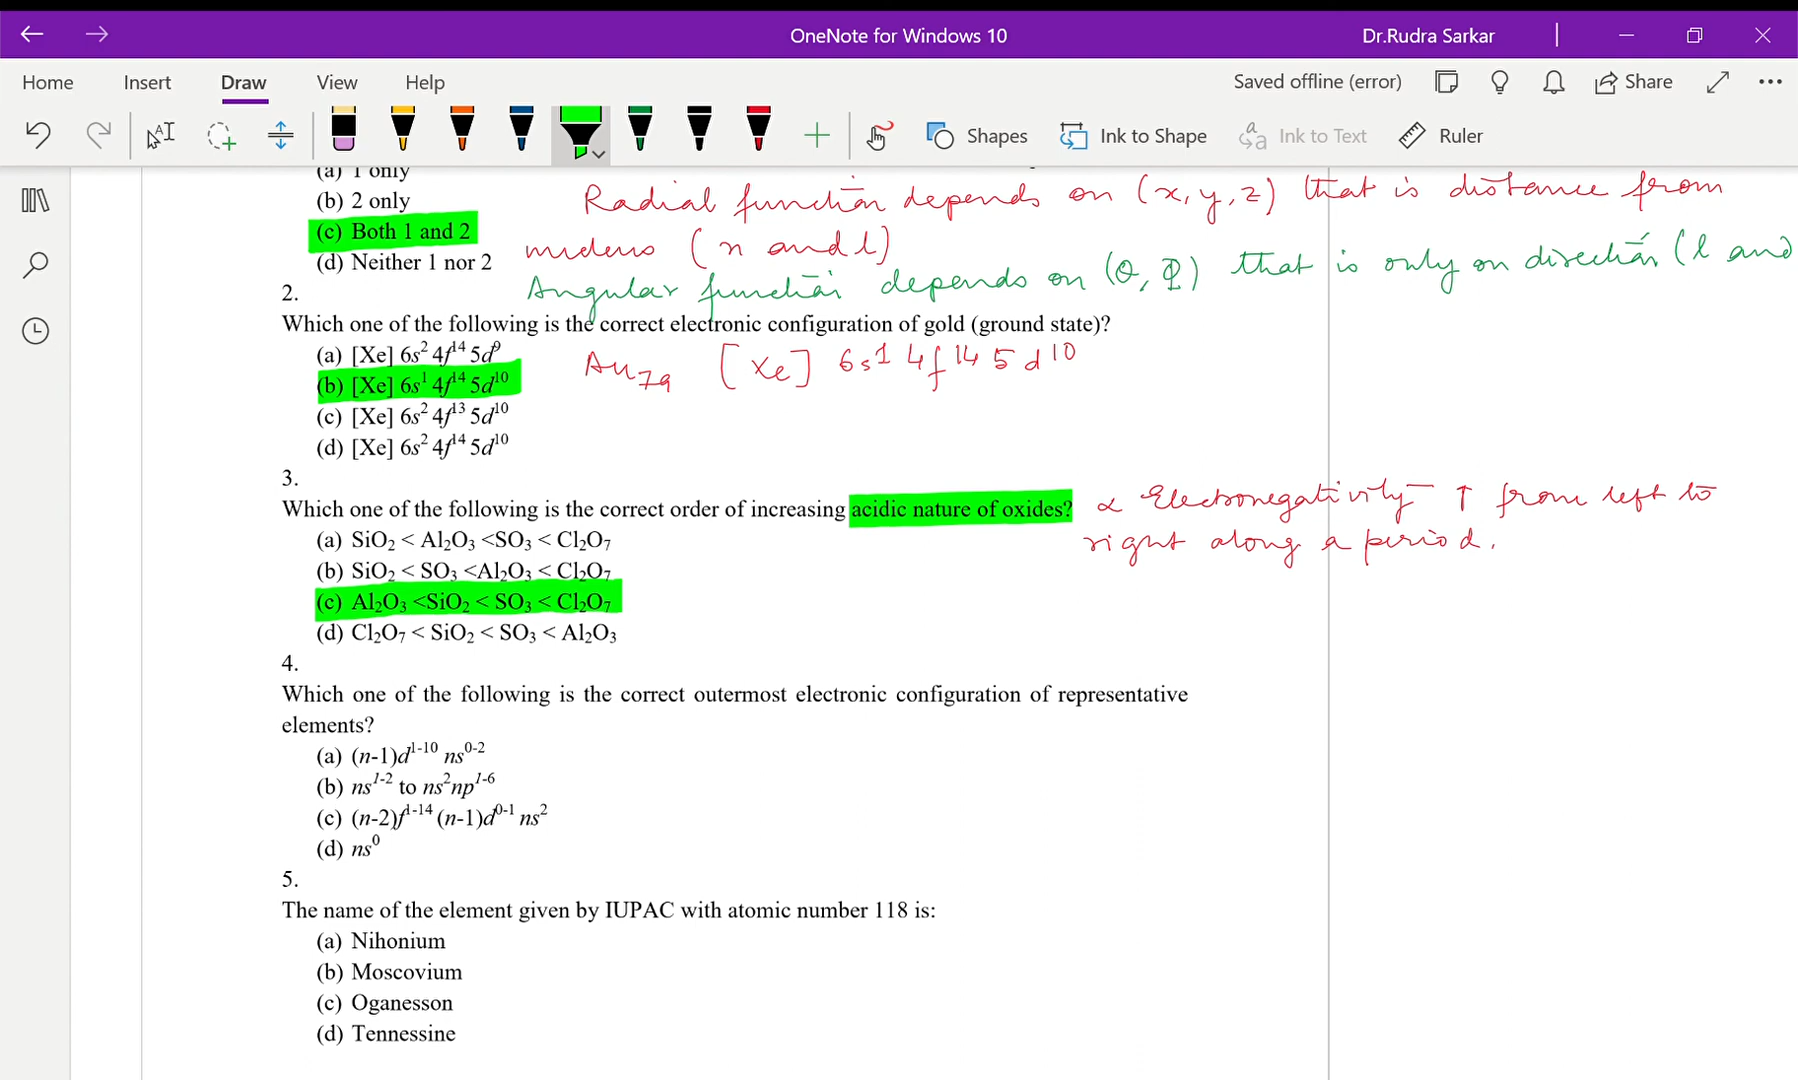 OneNote for Windows 10
Dr.Rudra Sarkar
Home Insert Draw View Help
Saved offline (error) Share
Shapes Ink to Shape Ink to Text Ruler
(a) 1 only
(b) 2 only
Radial function depends on (x, y, z) that is distance from
(c) Both 1 and 2
(n and l)
(d) Neither 1 nor 2
Angular function depends on (θ, Φ) that is only on direction (l and
2.
Which one of the following is the correct electronic configuration of gold (ground state)?
(a) [Xe] 6s² 4f¹⁴ 5d⁹
Au₇₉ [Xe] 6s¹ 4f¹⁴ 5d¹⁰
(b) [Xe] 6s¹ 4f¹⁴ 5d¹⁰
(c) [Xe] 6s² 4f¹³ 5d¹⁰
(d) [Xe] 6s² 4f¹⁴ 5d¹⁰
3.
Which one of the following is the correct order of increasing acidic nature of oxides? ∝ Electronegativity ↑ from left to
right along a period.
(a) SiO₂ < Al₂O₃ <SO₃ < Cl₂O₇
(b) SiO₂ < SO₃ <Al₂O₃ < Cl₂O₇
(c) Al₂O₃ <SiO₂ < SO₃ < Cl₂O₇
(d) Cl₂O₇ < SiO₂ < SO₃ < Al₂O₃
4.
Which one of the following is the correct outermost electronic configuration of representative
elements?
(a) (n-1)d¹⁻¹⁰ ns⁰⁻²
(b) ns¹⁻² to ns²np¹⁻⁶
(c) (n-2)f¹⁻¹⁴ (n-1)d⁰⁻¹ ns²
(d) ns⁰
5.
The name of the element given by IUPAC with atomic number 118 is:
(a) Nihonium
(b) Moscovium
(c) Oganesson
(d) Tennessine